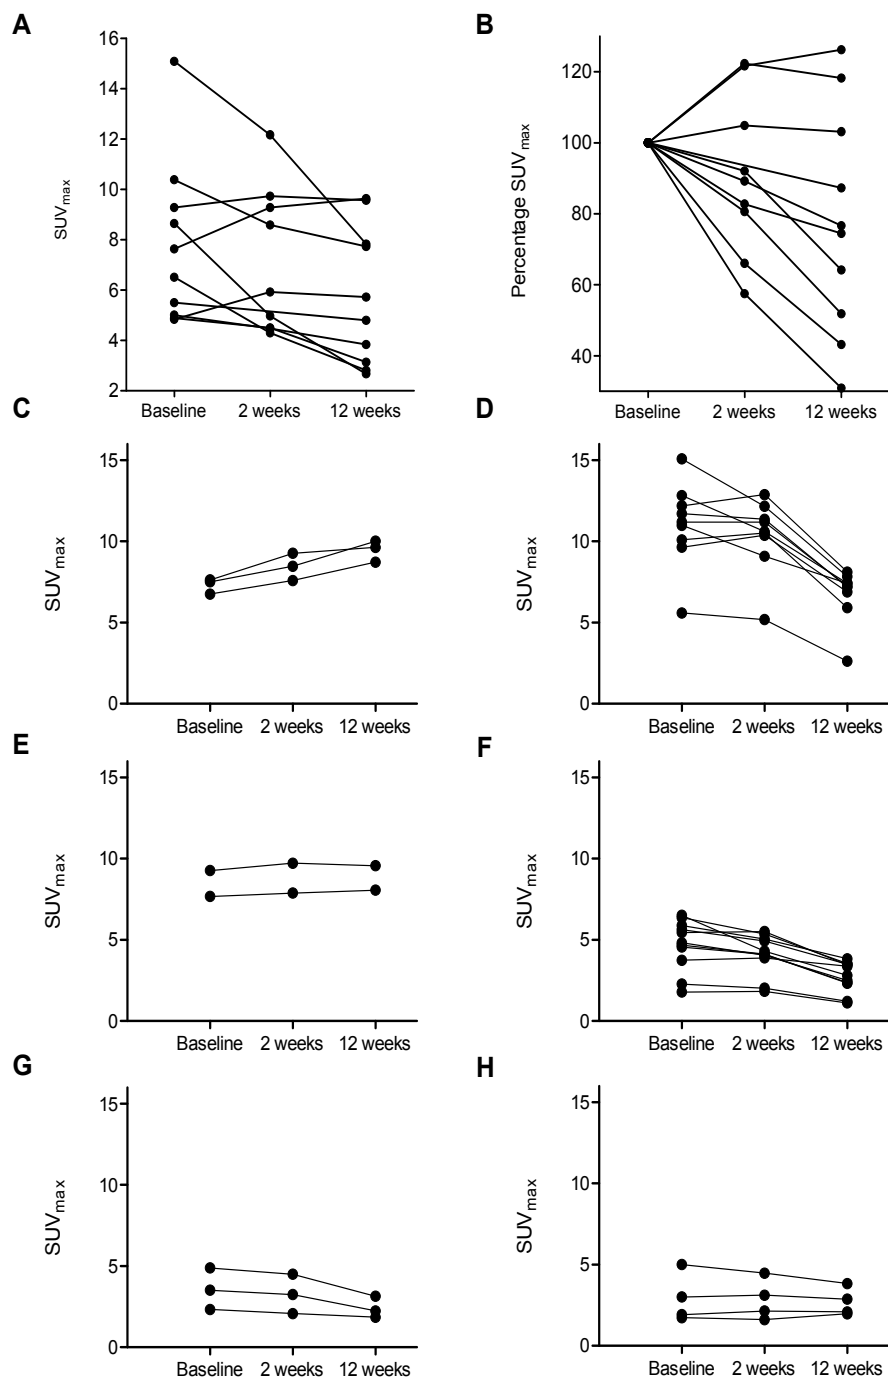 A
SUVmax
16
14
12
10
8
6
4
2
Baseline 2 weeks 12 weeks
B
Percentage SUVmax
120
100
80
60
40
Baseline 2 weeks 12 weeks
C
SUVmax
15
10
5
0
Baseline 2 weeks 12 weeks
D
SUVmax
15
10
5
0
Baseline 2 weeks 12 weeks
E
SUVmax
15
10
5
0
Baseline 2 weeks 12 weeks
F
SUVmax
15
10
5
0
Baseline 2 weeks 12 weeks
G
SUVmax
15
10
5
0
Baseline 2 weeks 12 weeks
H
SUVmax
15
10
5
0
Baseline 2 weeks 12 weeks